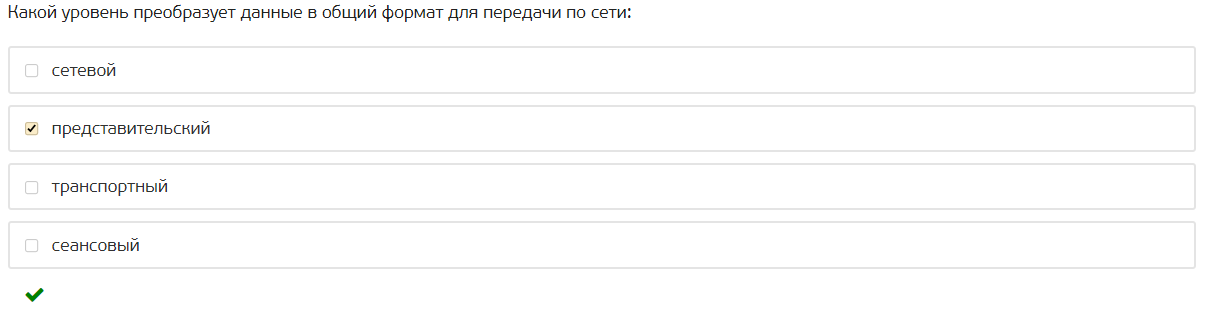 Какой уровень преобразует данные в общий формат для передачи по сети:
сетевой
представительский
транспортный
сеансовый